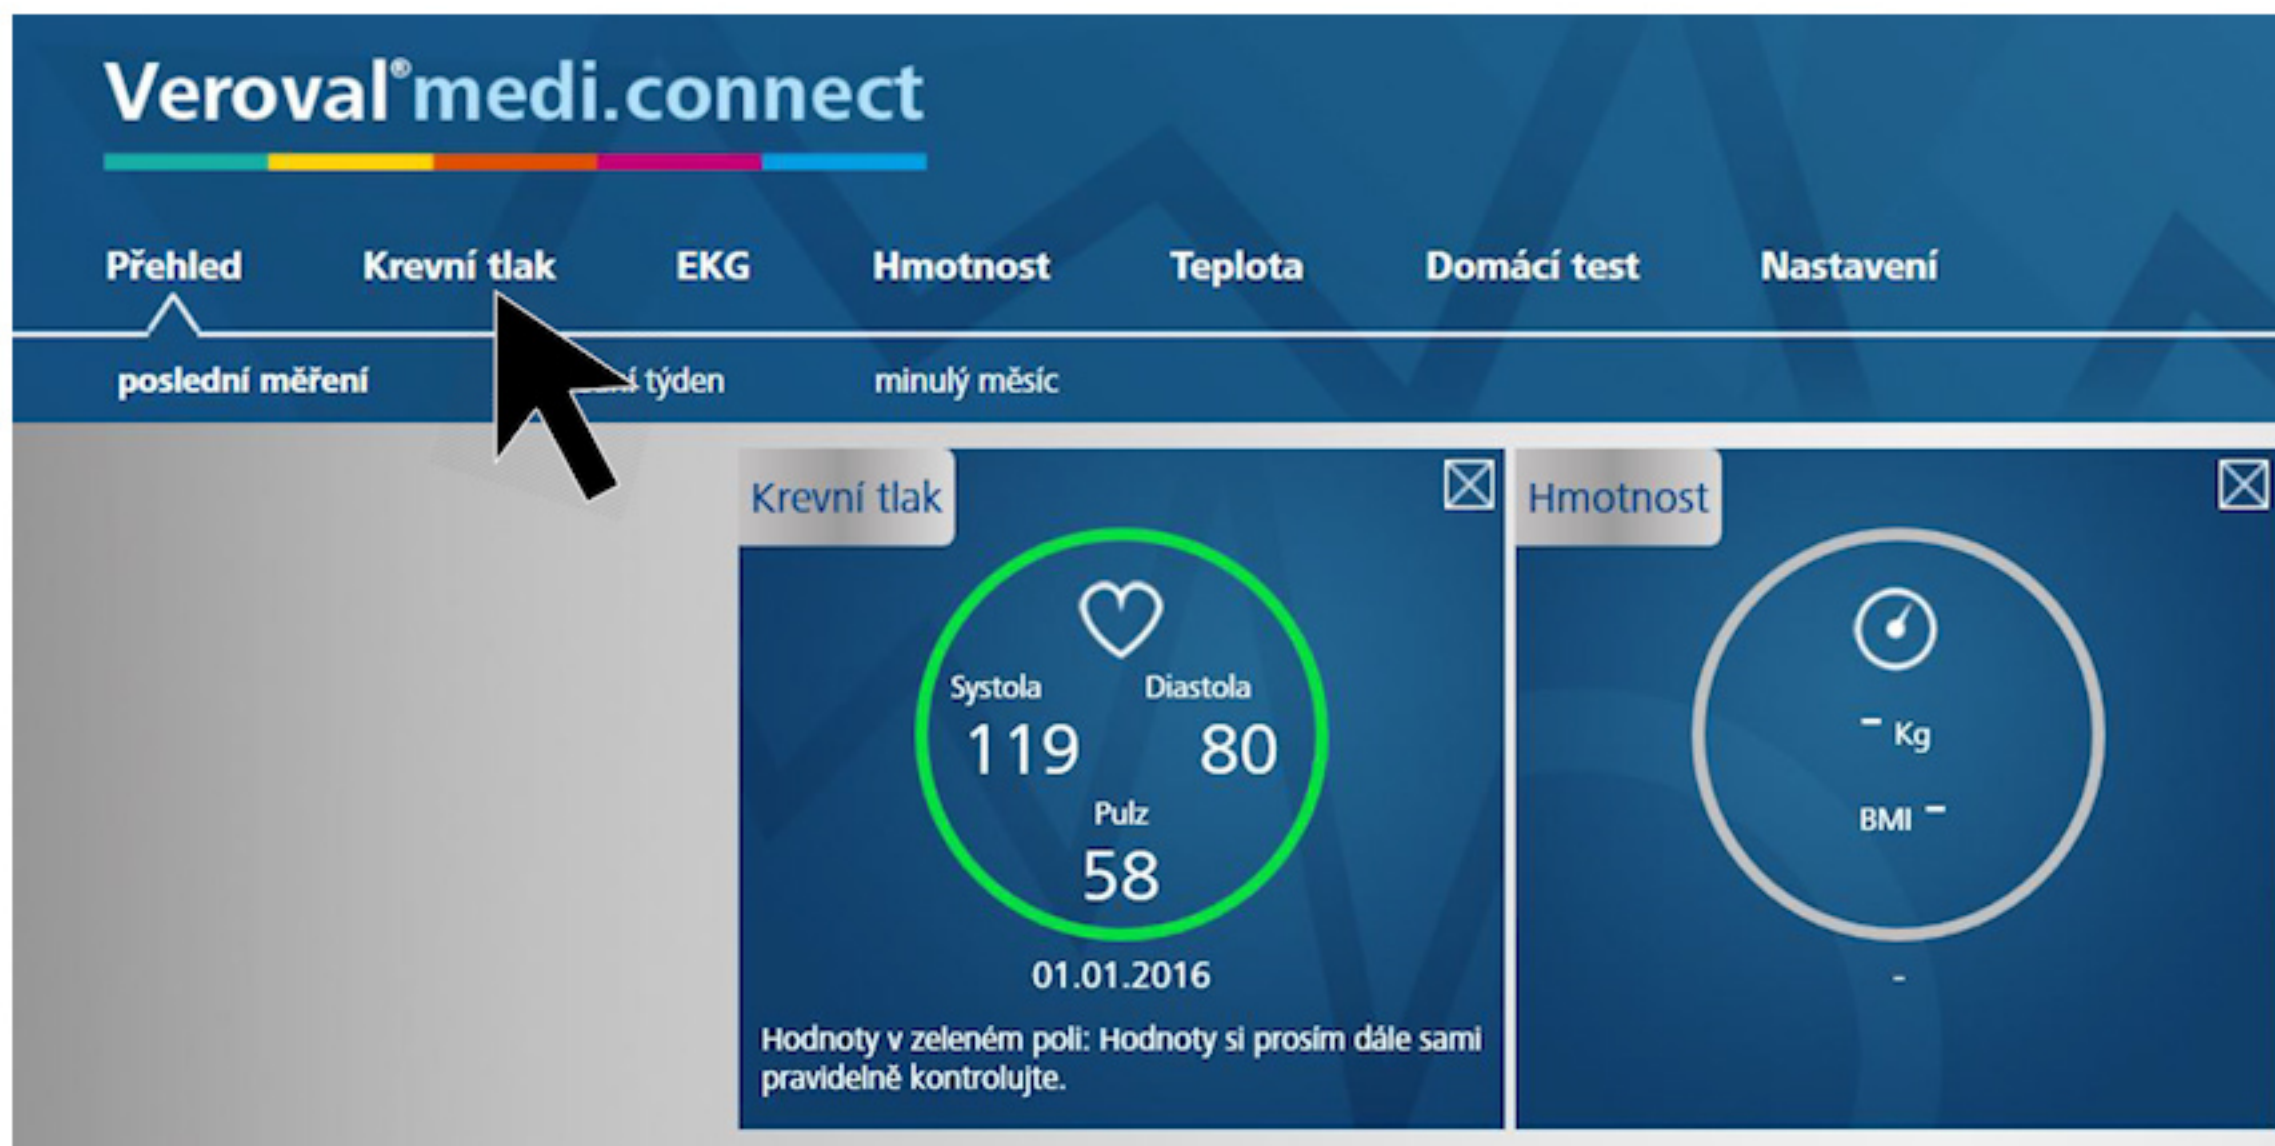 Veroval®medi.connect
Přehled Krevní tlak EKG Hmotnost Teplota Domácí test Nastavení
poslední měření týden minulý měsíc
Krevní tlak
Systola Diastola
119 80
Pulz
58
01.01.2016
Hodnoty v zeleném poli: Hodnoty si prosím dále sami
pravidelně kontrolujte.
Hmotnost
- Kg
BMI -
-